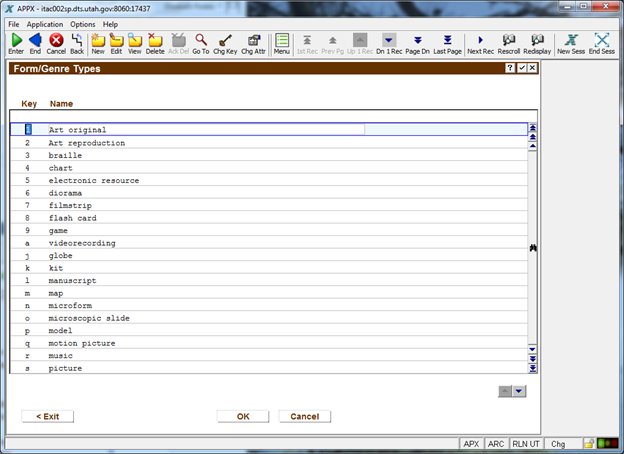 APPX - itac002sp.dts.utah.gov:8060:17437
File Application Options Help
Enter End Cancel Back New Edit View Delete Ack Del Go To Chg Key Chg Attr Menu 1st Rec Prev Pg Up 1 Rec Dn 1 Rec Page Dn Last Page Next Rec Rescroll Redisplay New Sess End Sess
Form/Genre Types
Key Name
1 Art original
2 Art reproduction
3 braille
4 chart
5 electronic resource
6 diorama
7 filmstrip
8 flash card
9 game
a videorecording
j globe
k kit
l manuscript
m map
n microform
o microscopic slide
p model
q motion picture
r music
s picture
< Exit OK Cancel
APX ARC RLN UT Chg